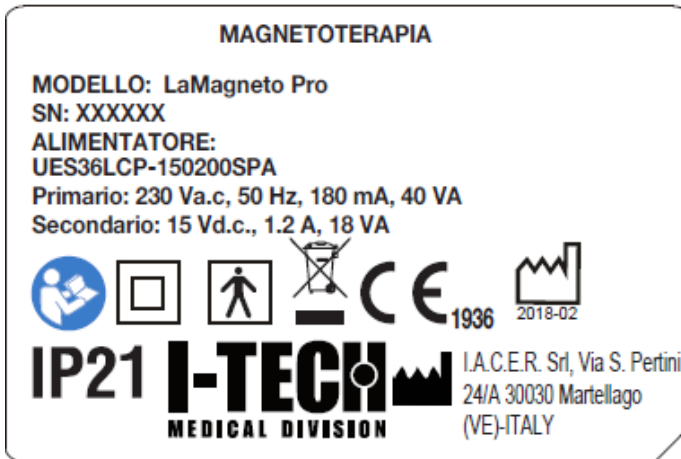 MAGNETOTERAPIA
MODELLO: LaMagneto Pro
SN: XXXXXX
ALIMENTATORE:
UES36LCP-150200SPA
Primario: 230 Va.c, 50 Hz, 180 mA, 40 VA
Secondario: 15 Vd.c., 1.2 A, 18 VA
CE 1936
2018-02
IP21
I-TECH
MEDICAL DIVISION
I.A.C.E.R. Srl, Via S. Pertini
24/A 30030 Martellago
(VE)-ITALY